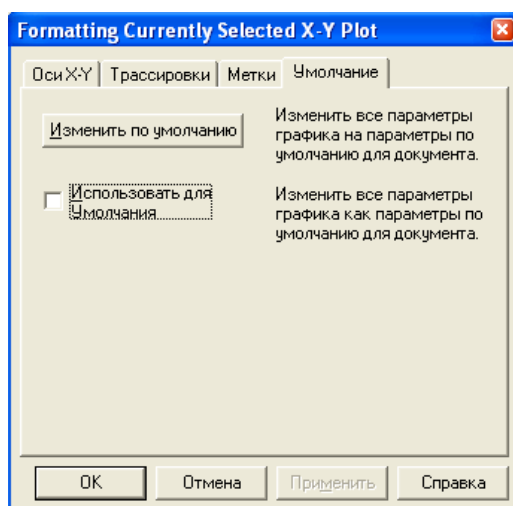 Formatting Currently Selected X-Y Plot
Оси X-Y
Трассировки
Метки
Умолчание
Изменить по умолчанию
Изменить все параметры
графика на параметры по
умолчанию для документа.
Использовать для
Умолчания
Изменить все параметры
графика как параметры по
умолчанию для документа.
OK
Отмена
Применить
Справка